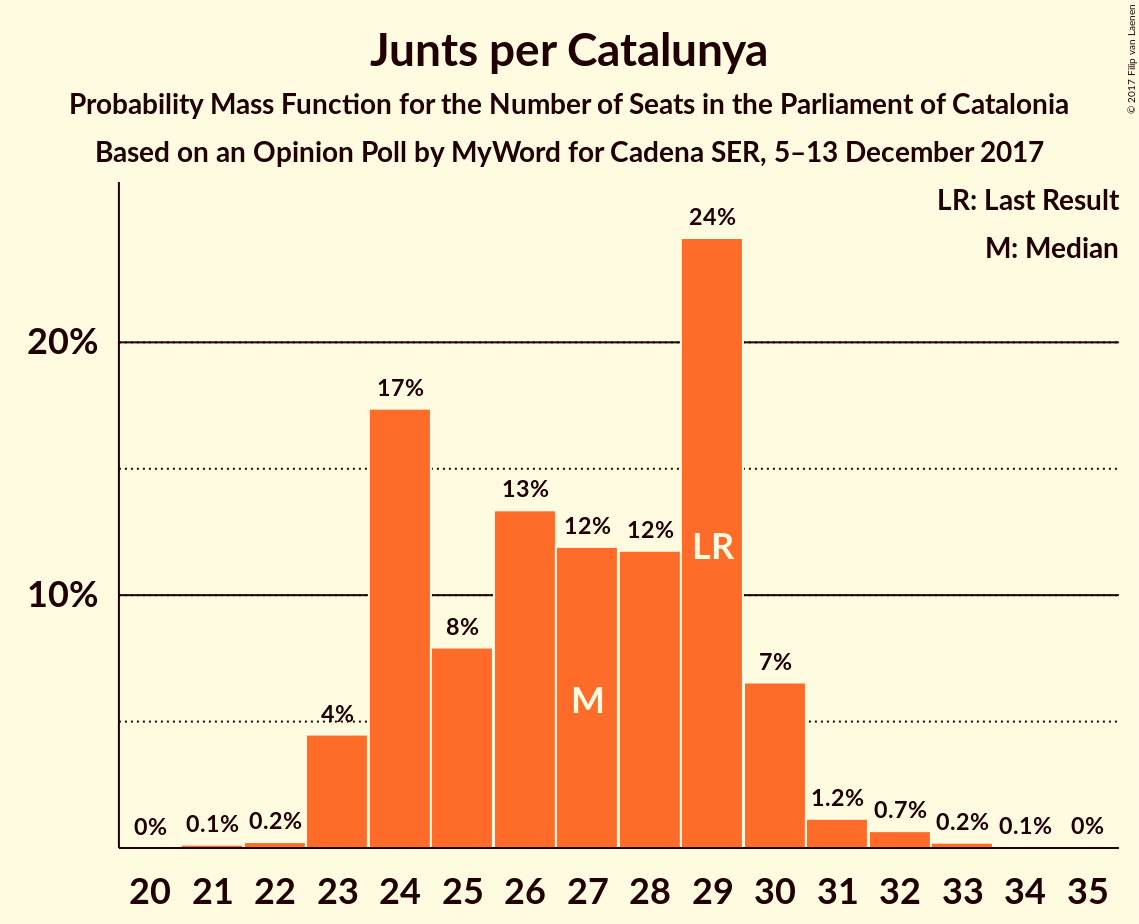 Junts per Catalunya
Probability Mass Function for the Number of Seats in the Parliament of Catalonia
Based on an Opinion Poll by MyWord for Cadena SER, 5–13 December 2017
© 2017 Filip van Laenen
LR: Last Result
M: Median
20%
10%
0%
0.1%
0.2%
4%
17%
8%
13%
12%
12%
24%
7%
1.2%
0.7%
0.2%
0.1%
0%
M
LR
20 21 22 23 24 25 26 27 28 29 30 31 32 33 34 35